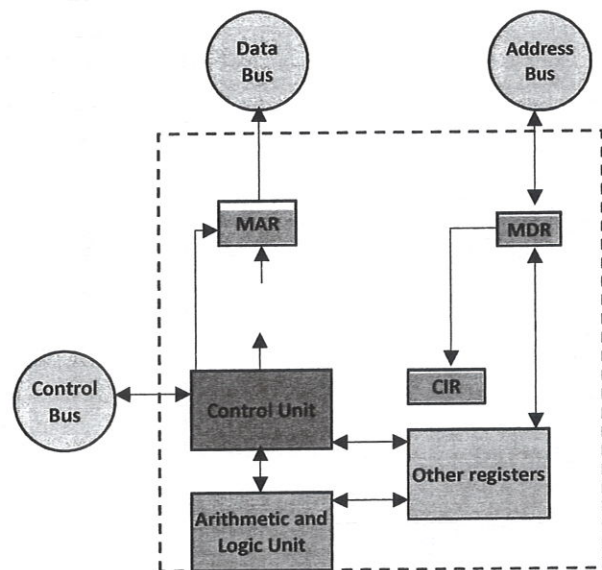 Data
Bus
Address
Bus
MAR
MDR
Control
Bus
Control Unit
CIR
Other registers
Arithmetic and
Logic Unit